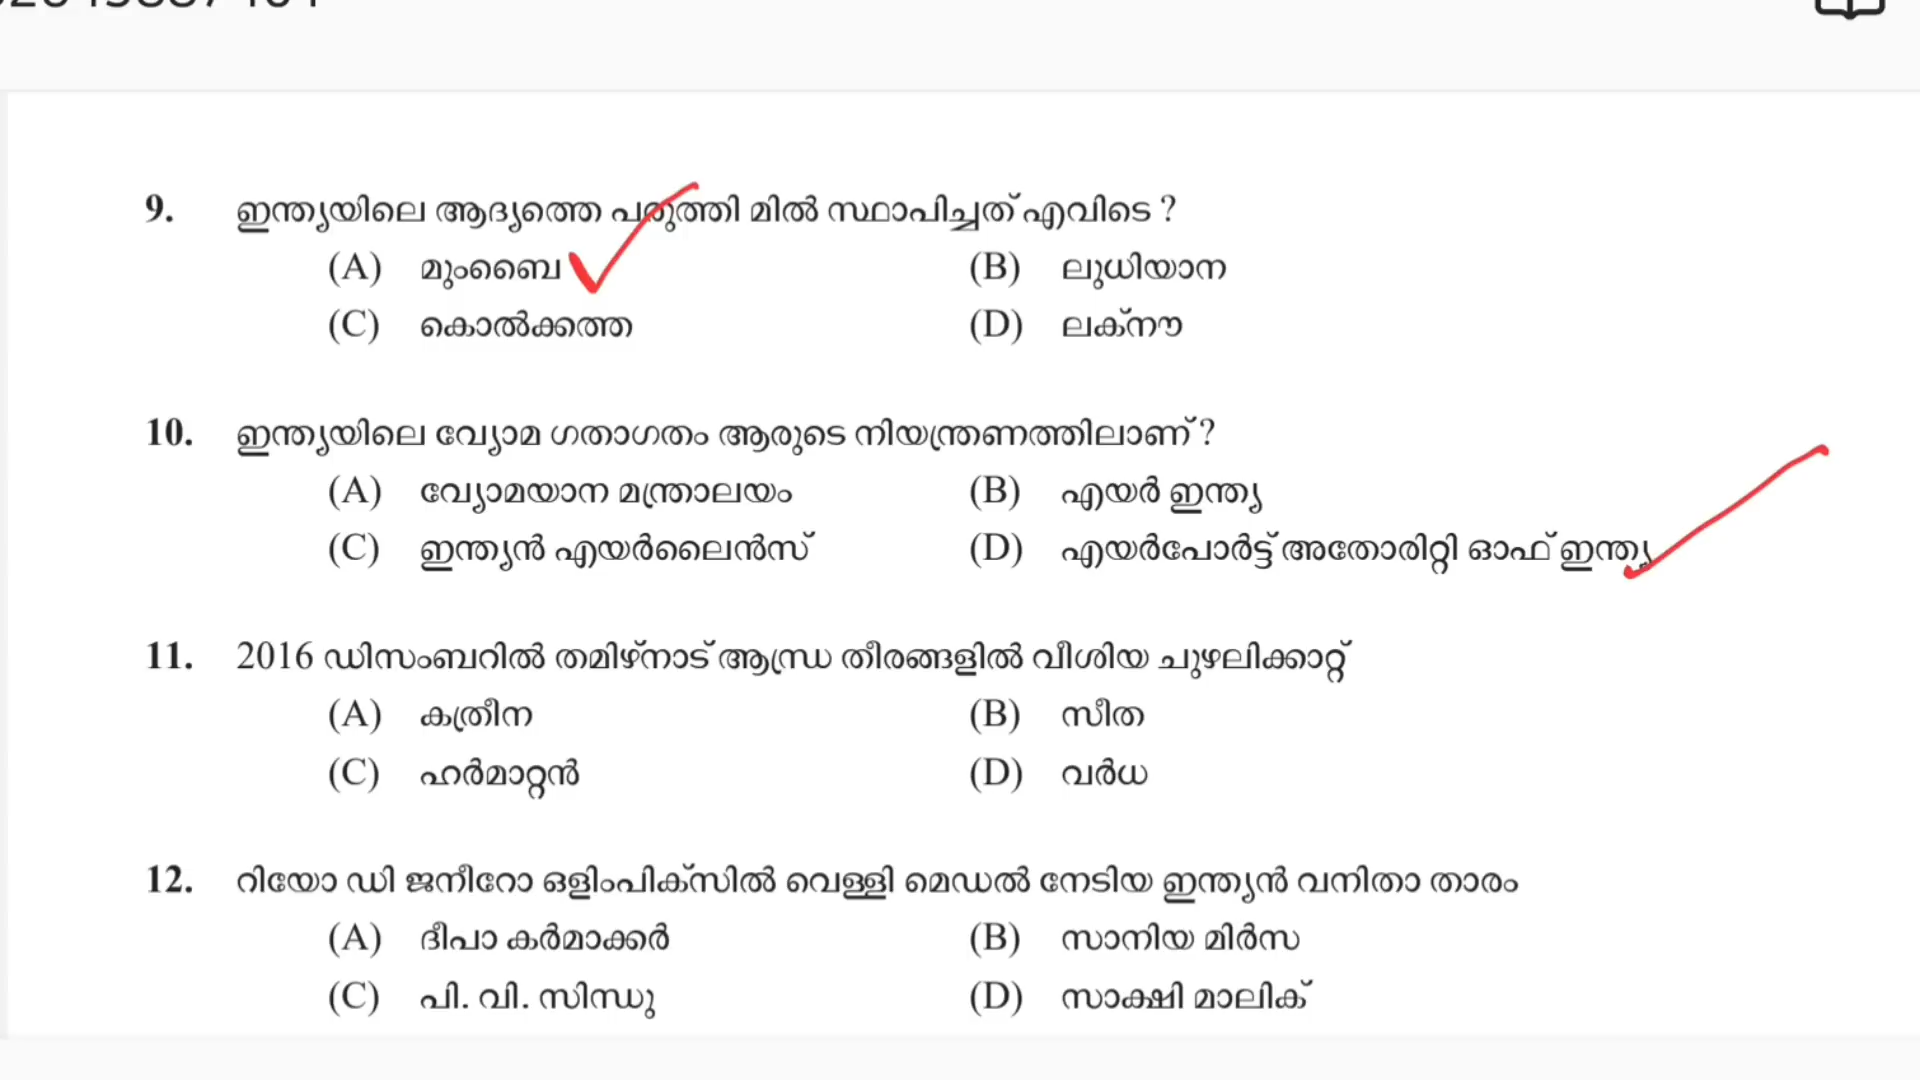 9. ഇന്ത്യയിലെ ആദ്യത്തെ പരുത്തി മിൽ സ്ഥാപിച്ചത് എവിടെ ?
(A) മുംബൈ (B) ലുധിയാന
(C) കൊൽക്കത്ത (D) ലക്നൗ
10. ഇന്ത്യയിലെ വ്യോമ ഗതാഗതം ആരുടെ നിയന്ത്രണത്തിലാണ് ?
(A) വ്യോമയാന മന്ത്രാലയം (B) എയർ ഇന്ത്യ
(C) ഇന്ത്യൻ എയർലൈൻസ് (D) എയർപോർട്ട് അതോരിറ്റി ഓഫ് ഇന്ത്യ
11. 2016 ഡിസംബറിൽ തമിഴ്നാട് ആന്ധ്ര തീരങ്ങളിൽ വീശിയ ചുഴലിക്കാറ്റ്
(A) കത്രീന (B) സീത
(C) ഹർമാറ്റൻ (D) വർധ
12. റിയോ ഡി ജനീറോ ഒളിംപിക്സിൽ വെള്ളി മെഡൽ നേടിയ ഇന്ത്യൻ വനിതാ താരം
(A) ദീപാ കർമാക്കർ (B) സാനിയ മിർസ
(C) പി. വി. സിന്ധു (D) സാക്ഷി മാലിക്